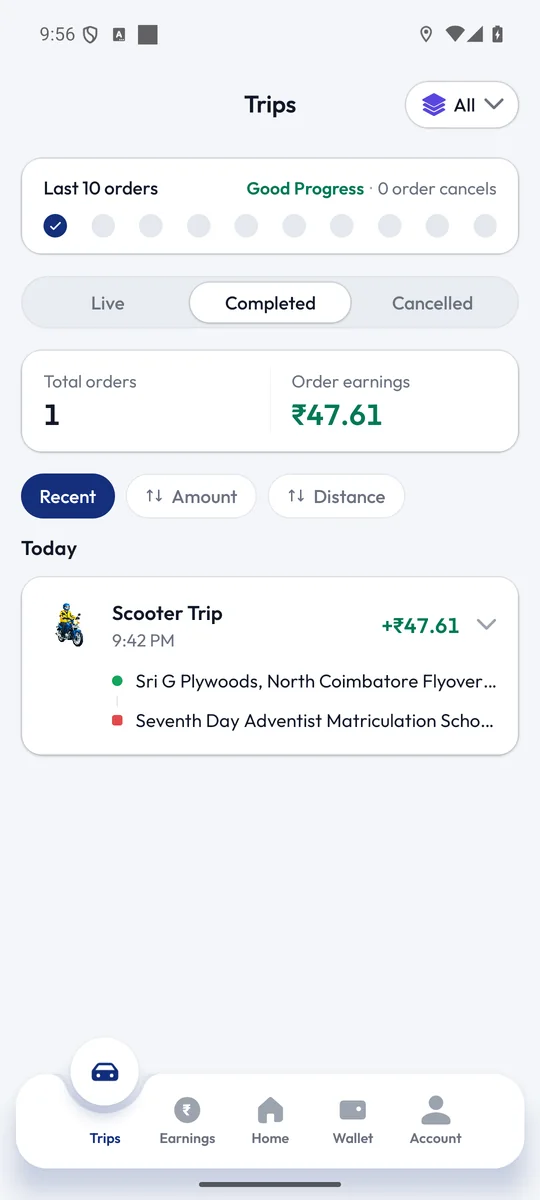 9:56
Trips
All
Last 10 orders
Good Progress · 0 order cancels
Live
Completed
Cancelled
Total orders
Order earnings
1
₹47.61
Recent
Amount
Distance
Today
Scooter Trip
+₹47.61
9:42 PM
Sri G Plywoods, North Coimbatore Flyover...
Seventh Day Adventist Matriculation Scho...
Trips
Earnings
Home
Wallet
Account